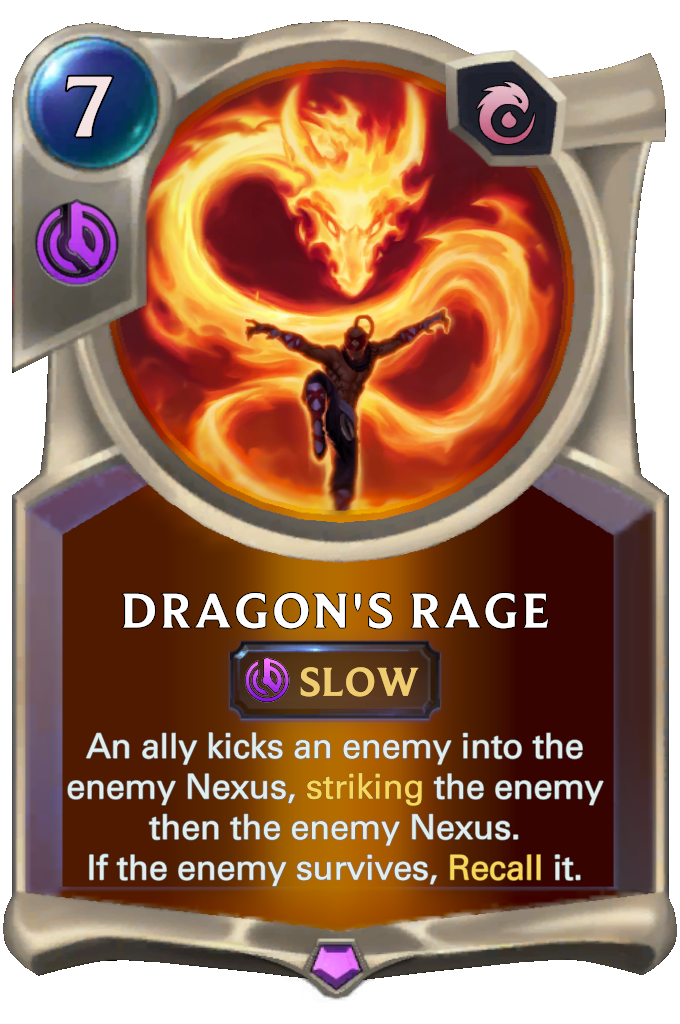 7
DRAGON'S RAGE
SLOW
An ally kicks an enemy into the
enemy Nexus, striking the enemy
then the enemy Nexus.
If the enemy survives, Recall it.